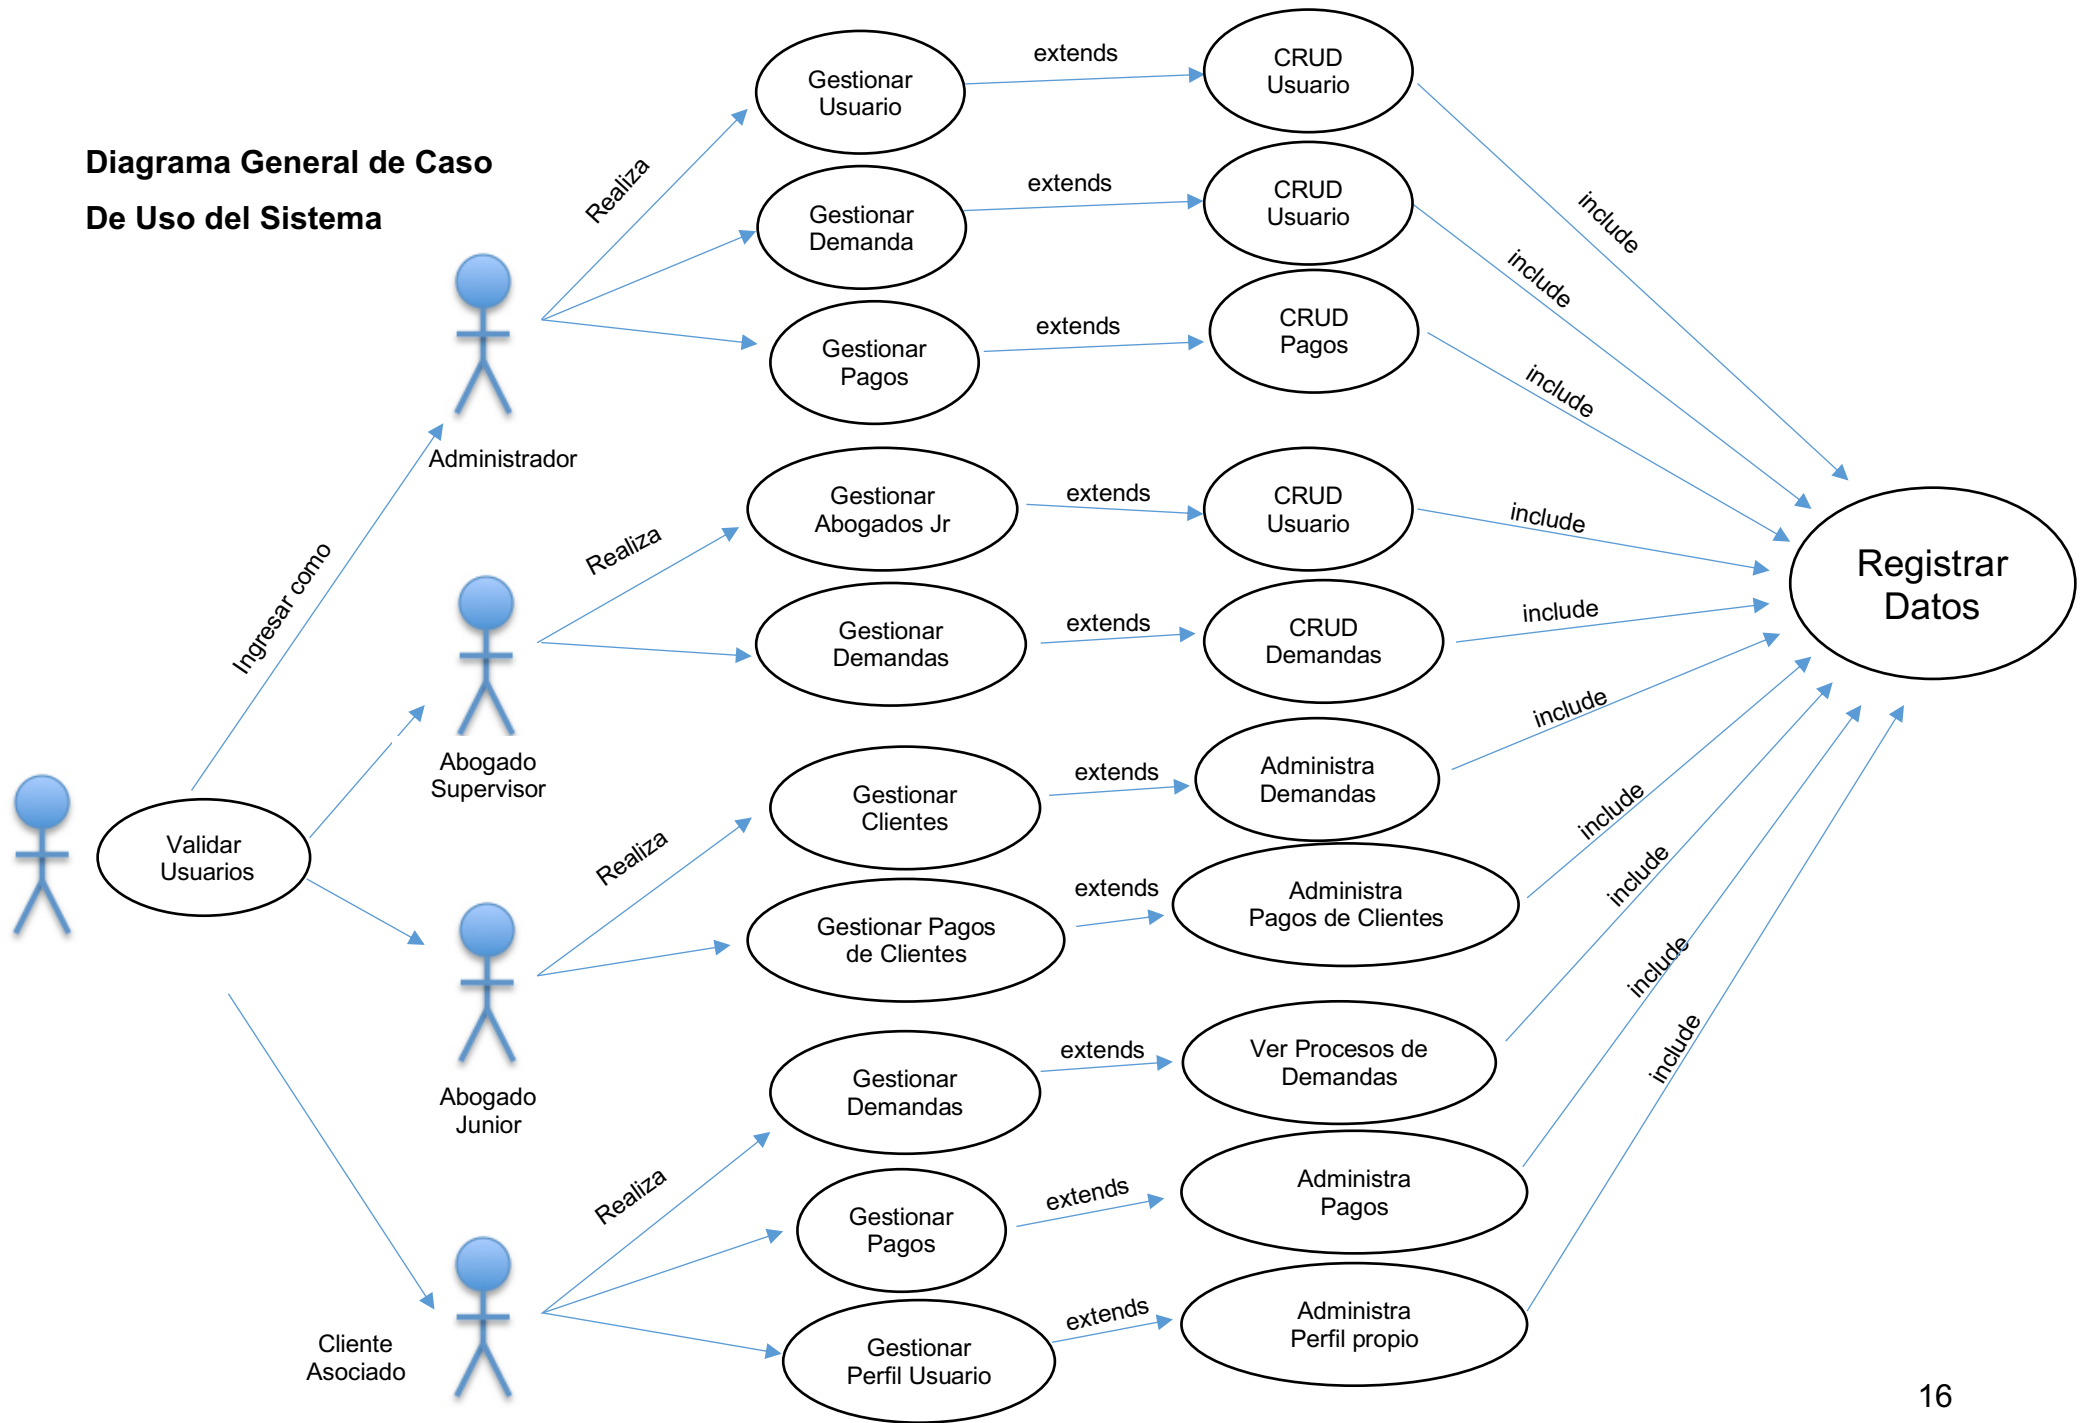 Diagrama General de Caso
De Uso del Sistema
Gestionar
Usuario
extends
CRUD
Usuario
include
Realiza
Gestionar
Demanda
extends
CRUD
Usuario
include
Gestionar
Pagos
extends
CRUD
Pagos
include
Administrador
Ingresar como
Gestionar
Abogados Jr
extends
CRUD
Usuario
include
Realiza
Gestionar
Demandas
extends
CRUD
Demandas
include
Registrar
Datos
Abogado
Supervisor
Validar
Usuarios
Gestionar
Clientes
extends
Administra
Demandas
include
Realiza
Gestionar Pagos
de Clientes
extends
Administra
Pagos de Clientes
include
Abogado
Junior
Gestionar
Demandas
extends
Ver Procesos de
Demandas
include
Realiza
Gestionar
Pagos
extends
Administra
Pagos
include
Cliente
Asociado
Gestionar
Perfil Usuario
extends
Administra
Perfil propio
include
16